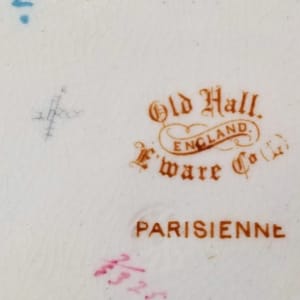 Old Hall.
ENGLAND.
E'ware Co (L)
PARISIENNE